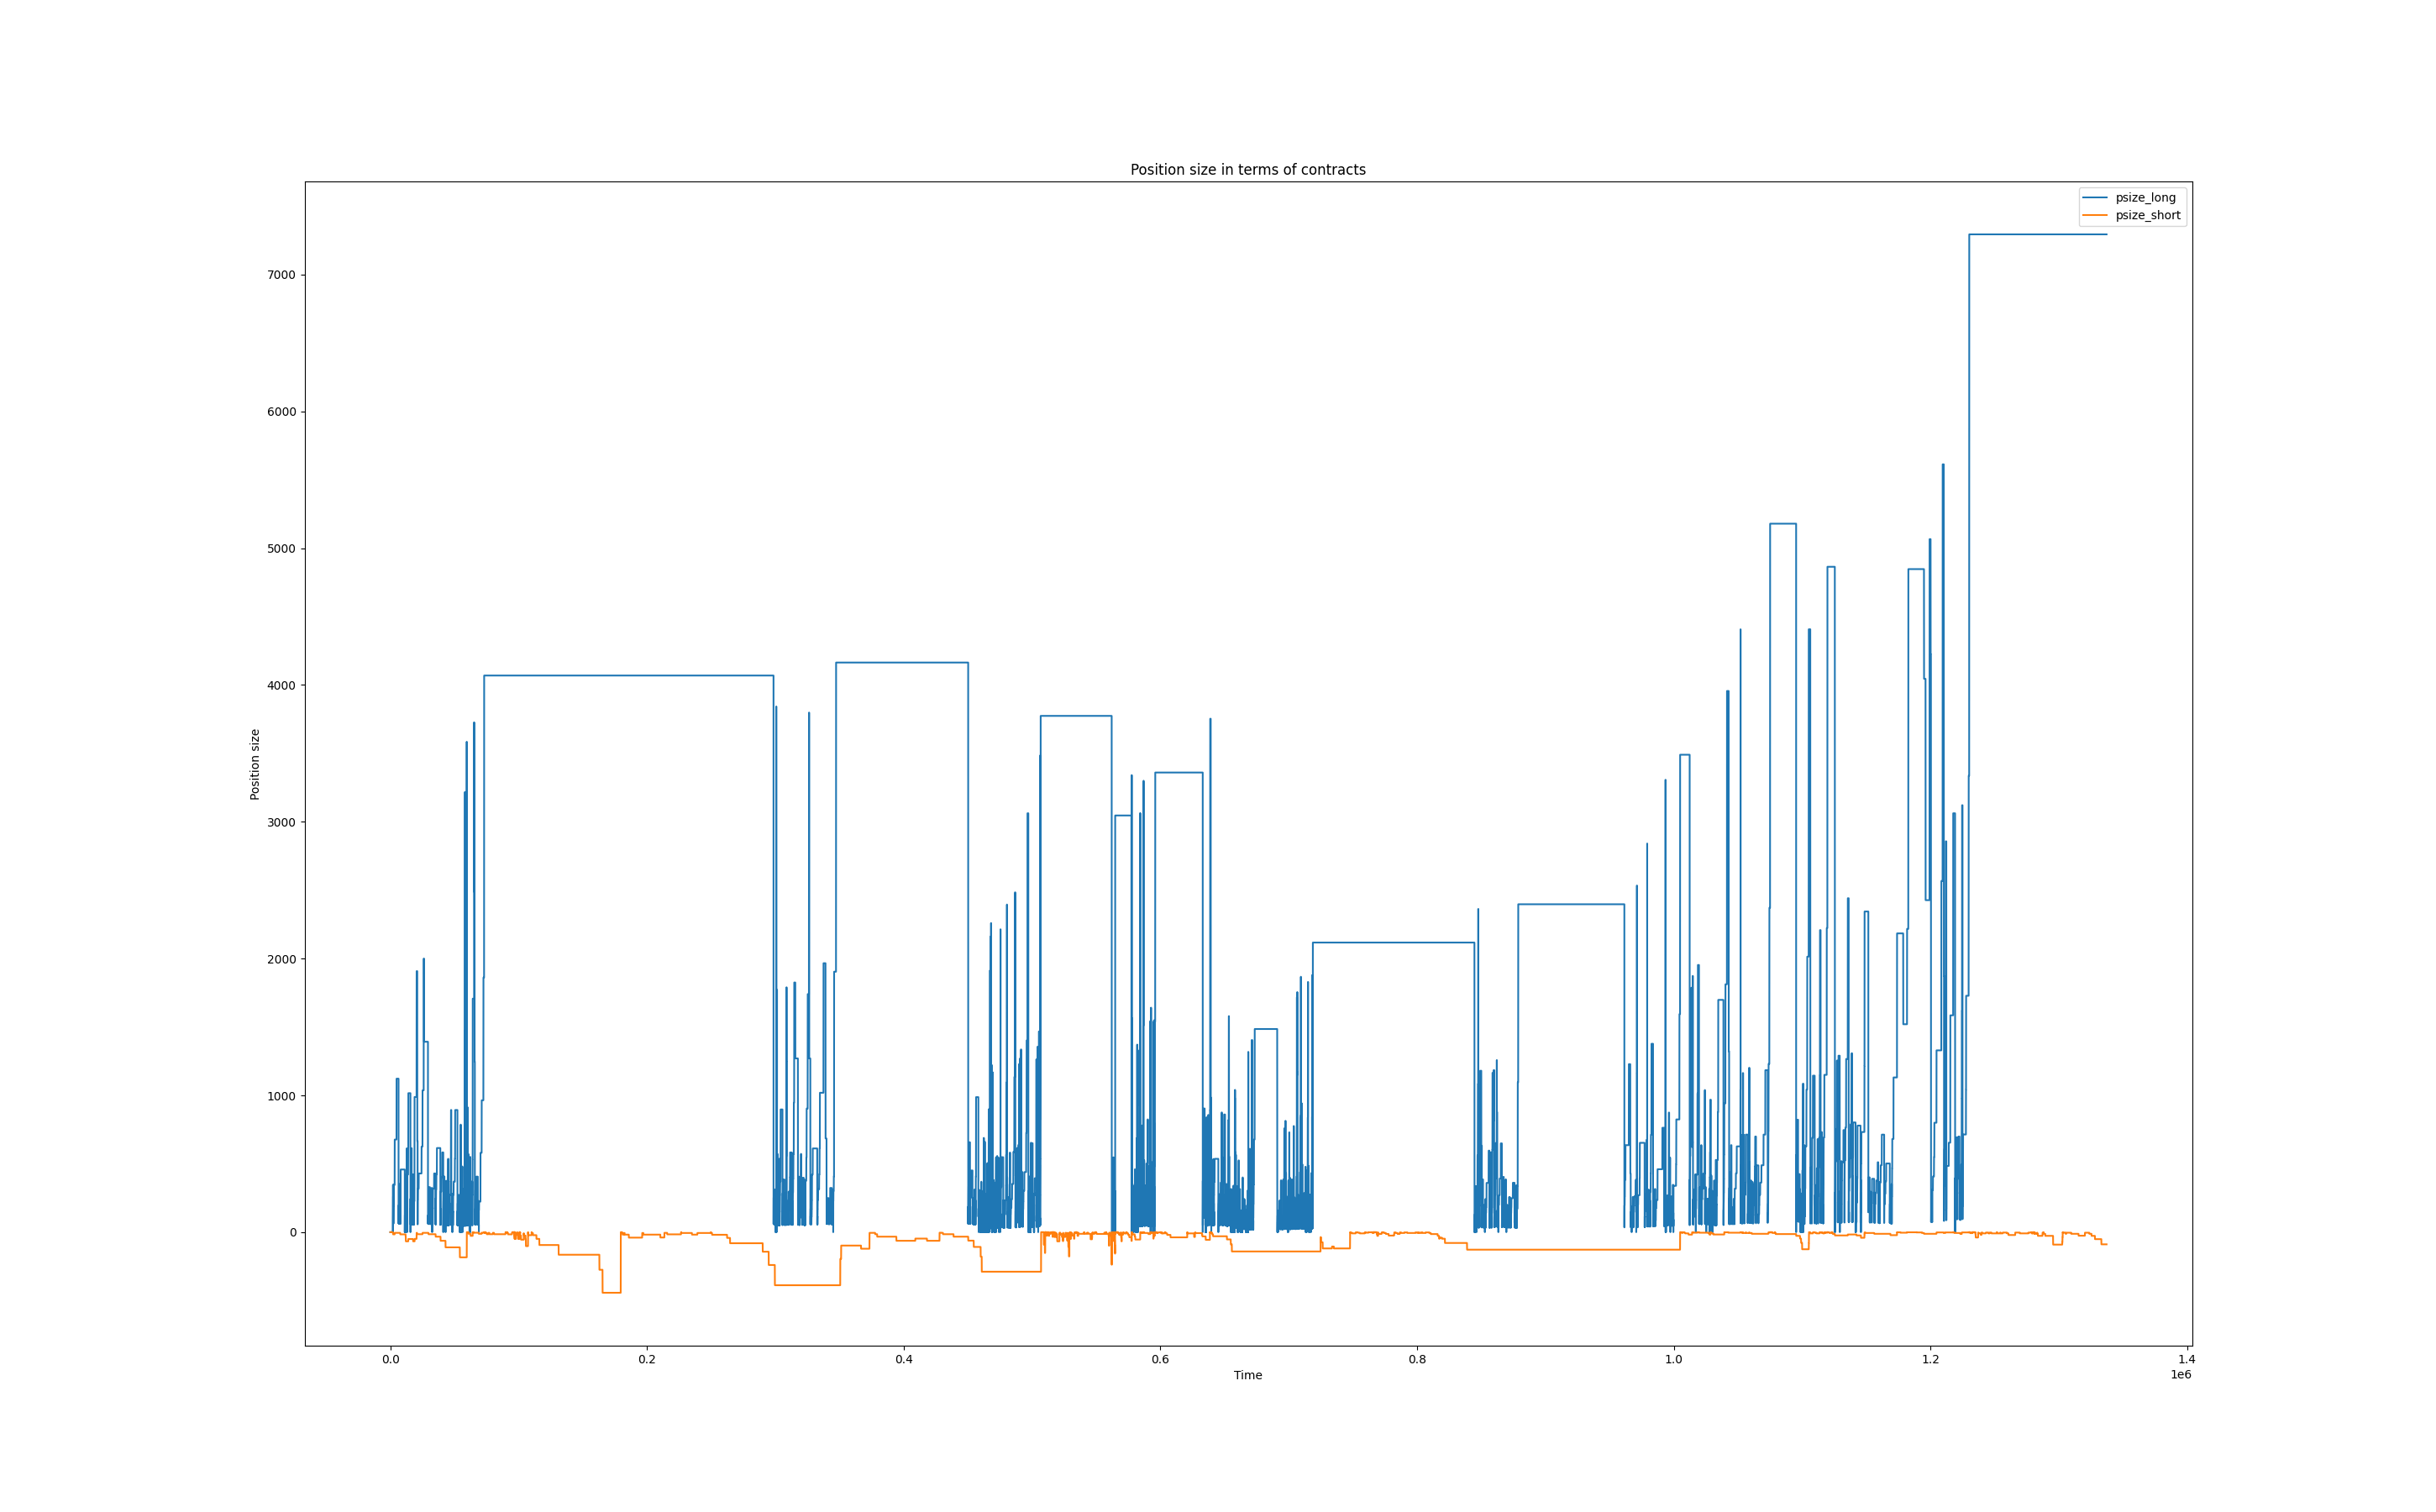 Position size in terms of contracts
psize_long
psize_short
7000
6000
5000
4000
3000
2000
1000
0
Position size
0.0 0.2 0.4 0.6 0.8 1.0 1.2 1.4
Time
1e6